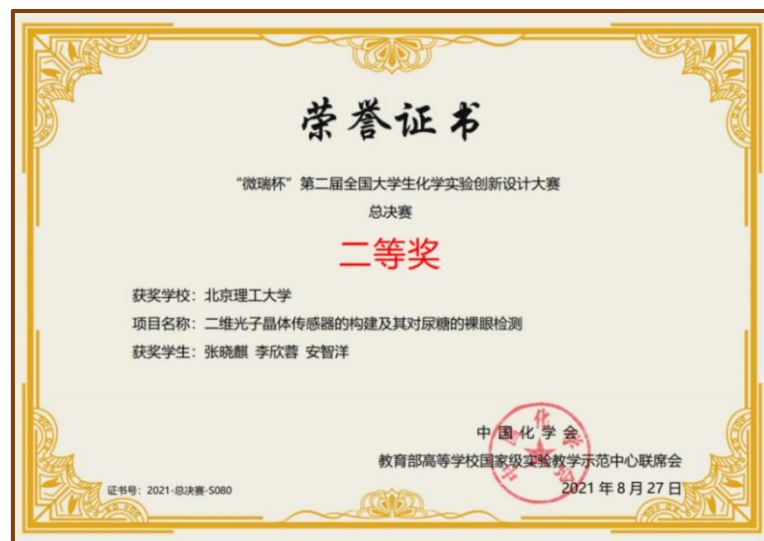 荣誉证书
“微瑞杯”第二届全国大学生化学实验创新设计大赛
总决赛
二等奖
获奖学校：北京理工大学
项目名称：二维光子晶体传感器的构建及其对尿糖的裸眼检测
获奖学生：张晓麒 李欣蓉 安智洋
中国化学会
中国化学会
教育部高等学校国家级实验教学示范中心联席会
证书号：2021-总决赛-S080
2021年8月27日